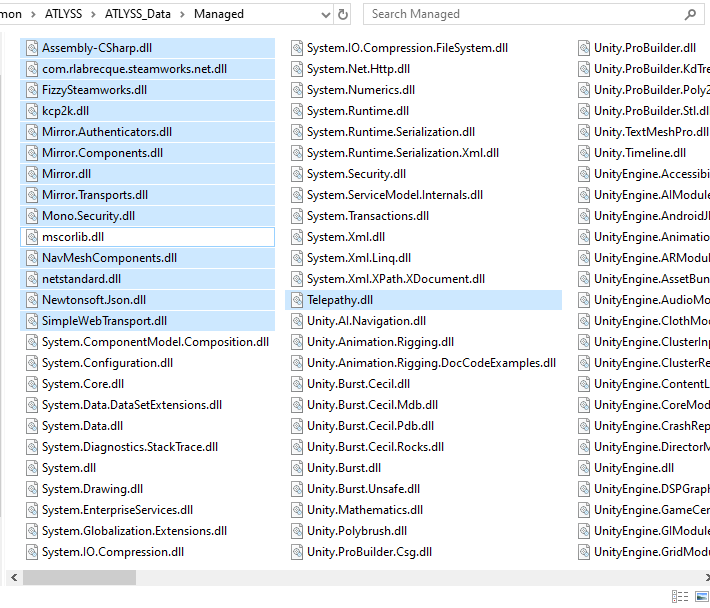 mon > ATLYSS > ATLYSS_Data > Managed
Search Managed
Assembly-CSharp.dll
com.rlabrecque.steamworks.net.dll
FizzySteamworks.dll
kcp2k.dll
Mirror.Authenticators.dll
Mirror.Components.dll
Mirror.dll
Mirror.Transports.dll
Mono.Security.dll
mscorlib.dll
NavMeshComponents.dll
netstandard.dll
Newtonsoft.Json.dll
SimpleWebTransport.dll
System.ComponentModel.Composition.dll
System.Configuration.dll
System.Core.dll
System.Data.DataSetExtensions.dll
System.Data.dll
System.Diagnostics.StackTrace.dll
System.dll
System.Drawing.dll
System.EnterpriseServices.dll
System.Globalization.Extensions.dll
System.IO.Compression.dll
System.IO.Compression.FileSystem.dll
System.Net.Http.dll
System.Numerics.dll
System.Runtime.dll
System.Runtime.Serialization.dll
System.Runtime.Serialization.Xml.dll
System.Security.dll
System.ServiceModel.Internals.dll
System.Transactions.dll
System.Xml.dll
System.Xml.Linq.dll
System.Xml.XPath.XDocument.dll
Telepathy.dll
Unity.AI.Navigation.dll
Unity.Animation.Rigging.dll
Unity.Animation.Rigging.DocCodeExamples.dll
Unity.Burst.Cecil.dll
Unity.Burst.Cecil.Mdb.dll
Unity.Burst.Cecil.Pdb.dll
Unity.Burst.Cecil.Rocks.dll
Unity.Burst.dll
Unity.Burst.Unsafe.dll
Unity.Mathematics.dll
Unity.Polybrush.dll
Unity.ProBuilder.Csg.dll
Unity.ProBuilder.dll
Unity.ProBuilder.KdTre
Unity.ProBuilder.Poly2
Unity.ProBuilder.Stl.dll
Unity.TextMeshPro.dll
Unity.Timeline.dll
UnityEngine.Accessibi
UnityEngine.AIModule
UnityEngine.AndroidJ
UnityEngine.Animatio
UnityEngine.ARModul
UnityEngine.AssetBun
UnityEngine.AudioMo
UnityEngine.ClothMod
UnityEngine.ClusterInp
UnityEngine.ClusterRe
UnityEngine.ContentL
UnityEngine.CoreMod
UnityEngine.CrashRep
UnityEngine.DirectorM
UnityEngine.dll
UnityEngine.DSPGraph
UnityEngine.GameCen
UnityEngine.GIModule
UnityEngine.GridModu